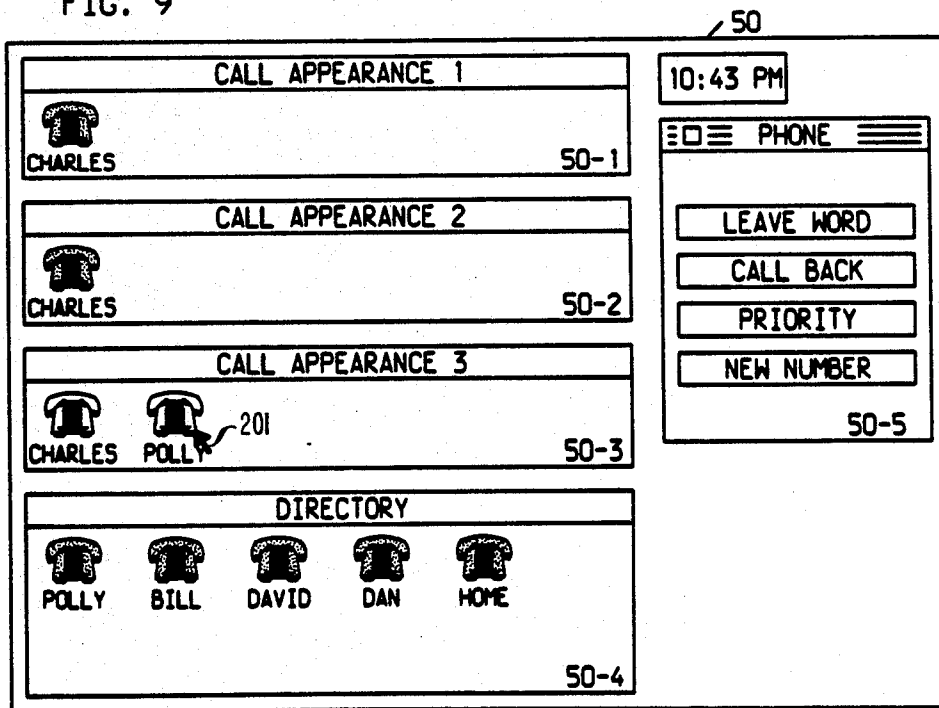 FIG. 9
50
CALL APPEARANCE 1
CHARLES
50-1
CALL APPEARANCE 2
CHARLES
50-2
CALL APPEARANCE 3
CHARLES POLLY
201
50-3
DIRECTORY
POLLY BILL DAVID DAN HOME
50-4
10:43 PM
PHONE
LEAVE WORD
CALL BACK
PRIORITY
NEW NUMBER
50-5